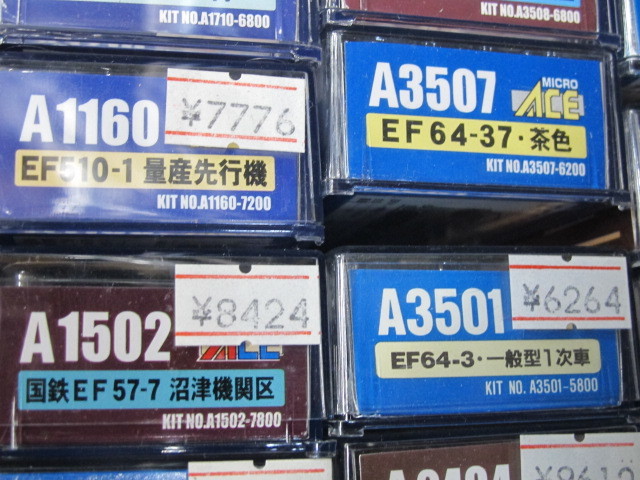 KIT NO.A1710-6800
KIT NO.A3508-6800
A1160
¥7776
EF510-1 量産先行機
KIT NO.A1160-7200
A3507
MICRO
ACE
EF64-37・茶色
KIT NO.A3507-6200
A1502
¥8424
ACE
国鉄EF57-7 沼津機関区
KIT NO.A1502-7800
A3501
¥6264
EF64-3・一般型1次車
KIT NO. A3501-5800